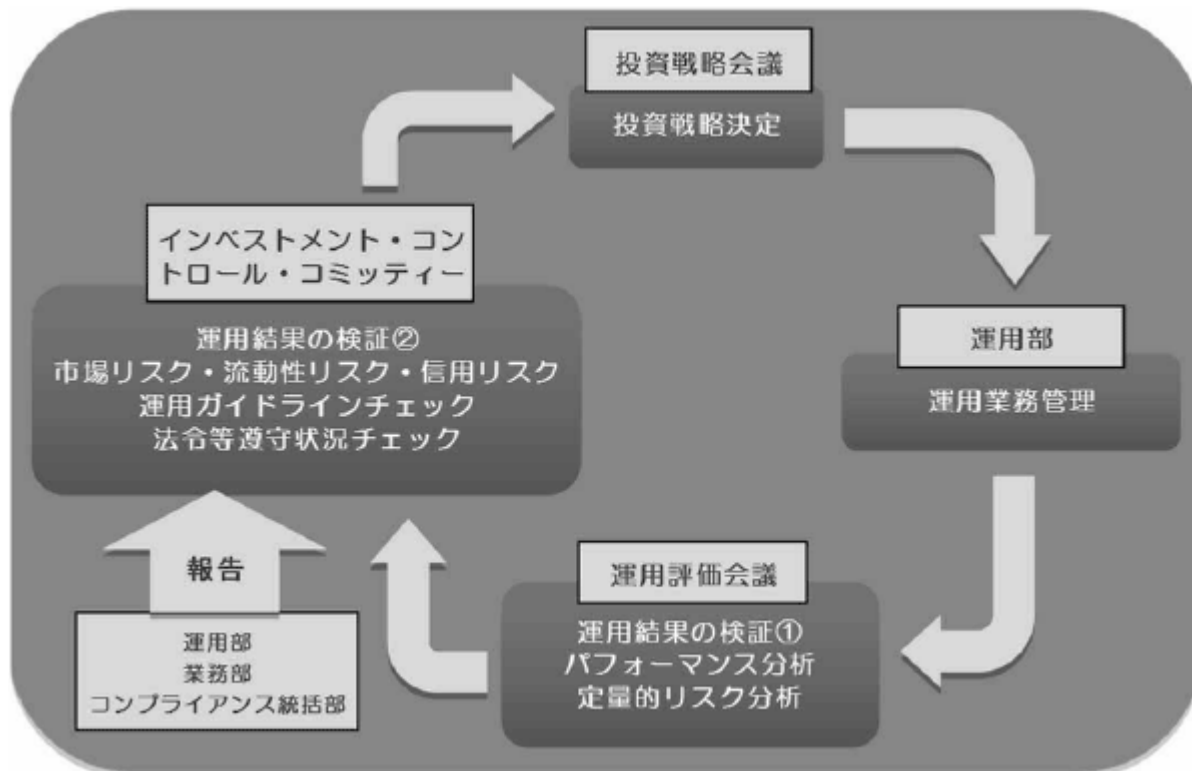 投資戦略会議
投資戦略決定
運用部
運用業務管理
運用評価会議
運用結果の検証①
パフォーマンス分析
定量的リスク分析
インベストメント・コン
トロール・コミッティー
運用結果の検証②
市場リスク・流動性リスク・信用リスク
運用ガイドラインチェック
法令等遵守状況チェック
報告
運用部
業務部
コンプライアンス統括部